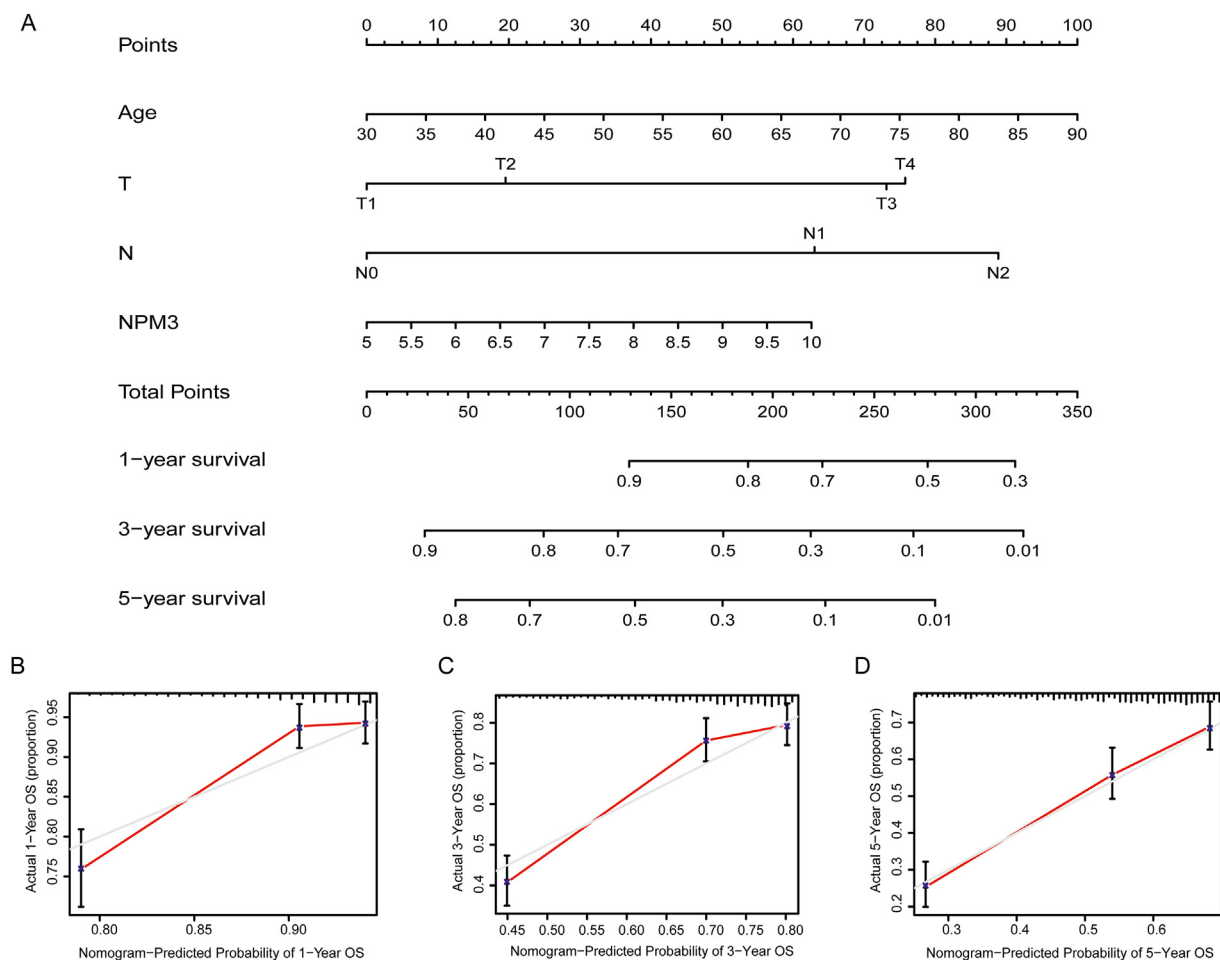 A
Points
0 10 20 30 40 50 60 70 80 90 100
Age
30 35 40 45 50 55 60 65 70 75 80 85 90
T2 T4
T
T1 T3
N1
N
N0 N2
NPM3
5 5.5 6 6.5 7 7.5 8 8.5 9 9.5 10
Total Points
0 50 100 150 200 250 300 350
1−year survival
0.9 0.8 0.7 0.5 0.3
3−year survival
0.9 0.8 0.7 0.5 0.3 0.1 0.01
5−year survival
0.8 0.7 0.5 0.3 0.1 0.01
B
Actual 1−Year OS (proportion)
0.95
0.90
0.85
0.80
0.75
0.80 0.85 0.90
Nomogram−Predicted Probability of 1−Year OS
C
Actual 3−Year OS (proportion)
0.8
0.7
0.6
0.5
0.4
0.45 0.50 0.55 0.60 0.65 0.70 0.75 0.80
Nomogram−Predicted Probability of 3−Year OS
D
Actual 5−Year OS (proportion)
0.7
0.6
0.5
0.4
0.3
0.2
0.3 0.4 0.5 0.6
Nomogram−Predicted Probability of 5−Year OS